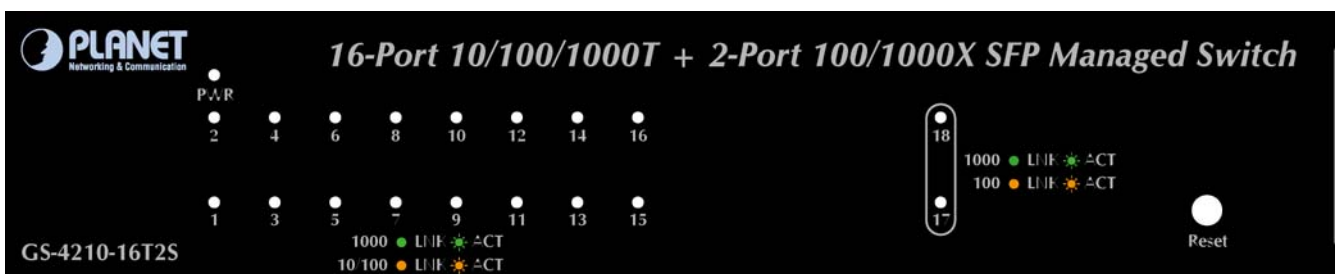 PLANET
Networking & Communication
16-Port 10/100/1000T + 2-Port 100/1000X SFP Managed Switch
PWR
2 4 6 8 10 12 14 16 18
1000 LNK ACT
100 LNK ACT
1 3 5 7 9 11 13 15 17
Reset
1000 LNK ACT
10/100 LNK ACT
GS-4210-16T2S